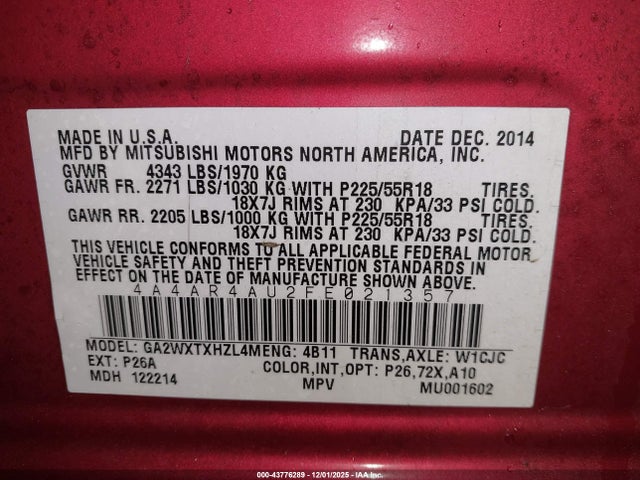 MADE IN U.S.A. DATE DEC. 2014
MFD BY MITSUBISHI MOTORS NORTH AMERICA, INC.
GVWR 4343 LBS/1970 KG
GAWR FR. 2271 LBS/1030 KG WITH P225/55R18 TIRES.
18X7J RIMS AT 230 KPA/33 PSI COLD.
GAWR RR. 2205 LBS/1000 KG WITH P225/55R18 TIRES.
18X7J RIMS AT 230 KPA/33 PSI COLD.
THIS VEHICLE CONFORMS TO ALL APPLICABLE FEDERAL MOTOR
VEHICLE SAFETY AND THEFT PREVENTION STANDARDS IN
EFFECT ON THE DATE OF MANUFACTURE SHOWN ABOVE.
4A4AR4AU2FE021357
MODEL: GA2WXTXHZL4MENG: 4B11 TRANS,AXLE: W1CJC
EXT: P26A COLOR,INT,OPT: P26,72X,A10
MDH 122214 MPV MU001602
000-43776289 - 12/01/2025 - IAA Inc.